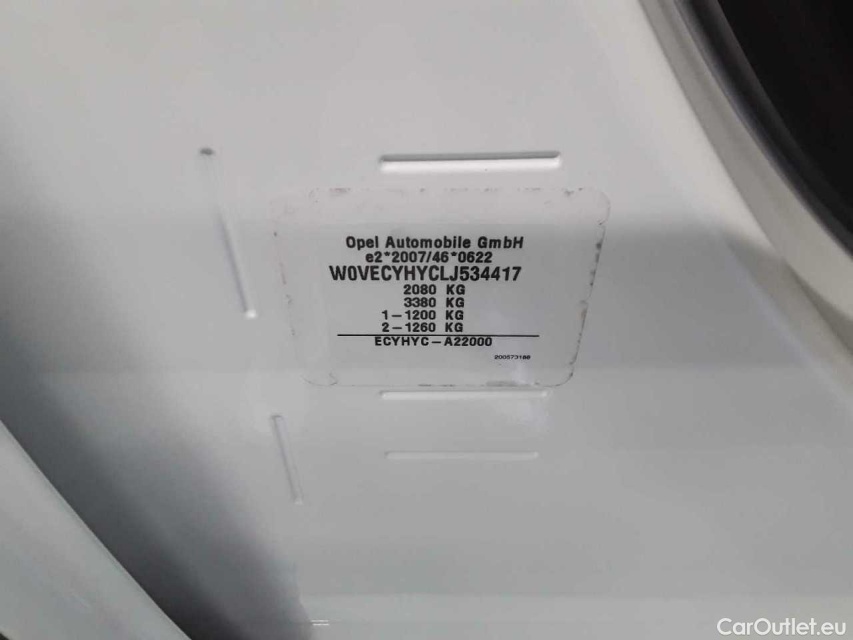 Opel Automobile GmbH
e2*2007/46*0622
W0VECYHYCLJ534417
2080 KG
3380 KG
1-1200 KG
2-1260 KG
ECYHYC-A22000
200573188
CarOutlet.eu